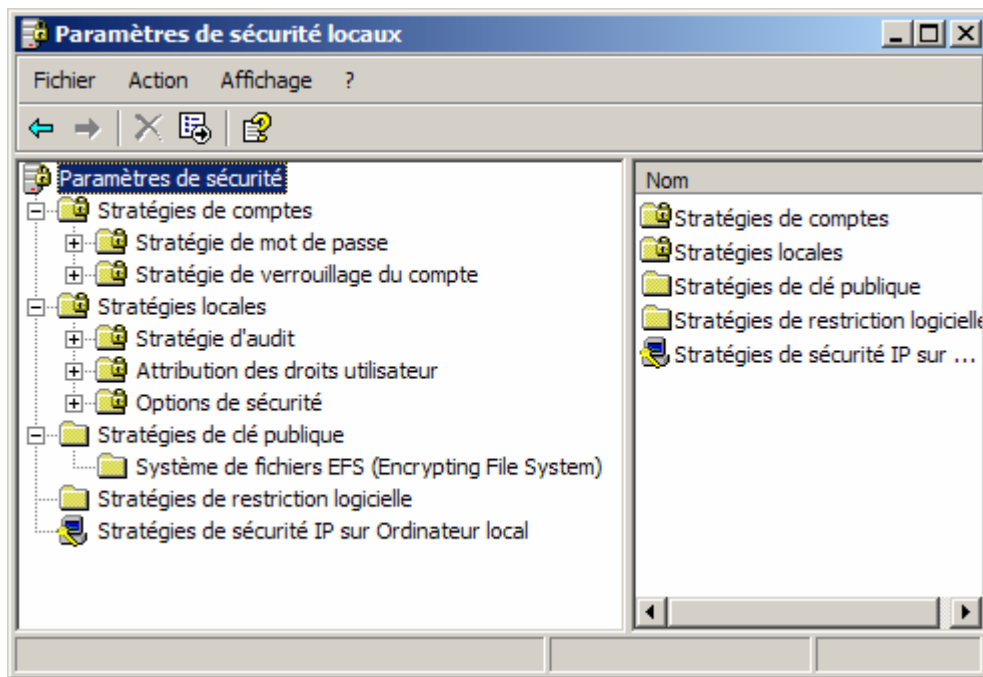 Paramètres de sécurité locaux
Fichier Action Affichage ?
Paramètres de sécurité
Stratégies de comptes
Stratégie de mot de passe
Stratégie de verrouillage du compte
Stratégies locales
Stratégie d'audit
Attribution des droits utilisateur
Options de sécurité
Stratégies de clé publique
Système de fichiers EFS (Encrypting File System)
Stratégies de restriction logicielle
Stratégies de sécurité IP sur Ordinateur local
Nom
Stratégies de comptes
Stratégies locales
Stratégies de clé publique
Stratégies de restriction logicielle
Stratégies de sécurité IP sur ...